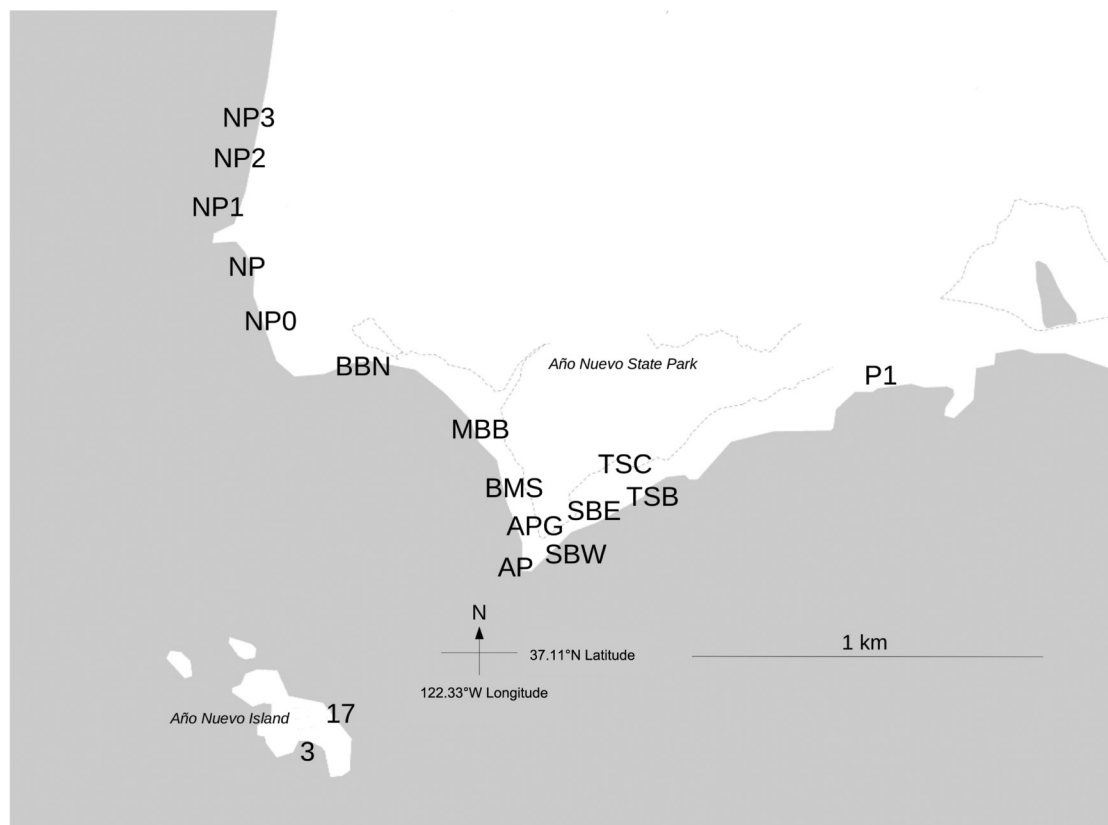 NP3
NP2
NP1
NP
NP0
BBN
Año Nuevo State Park
P1
MBB
TSC
BMS
TSB
SBE
APG
SBW
AP
N
1 km
37.11°N Latitude
122.33°W Longitude
17
Año Nuevo Island
3